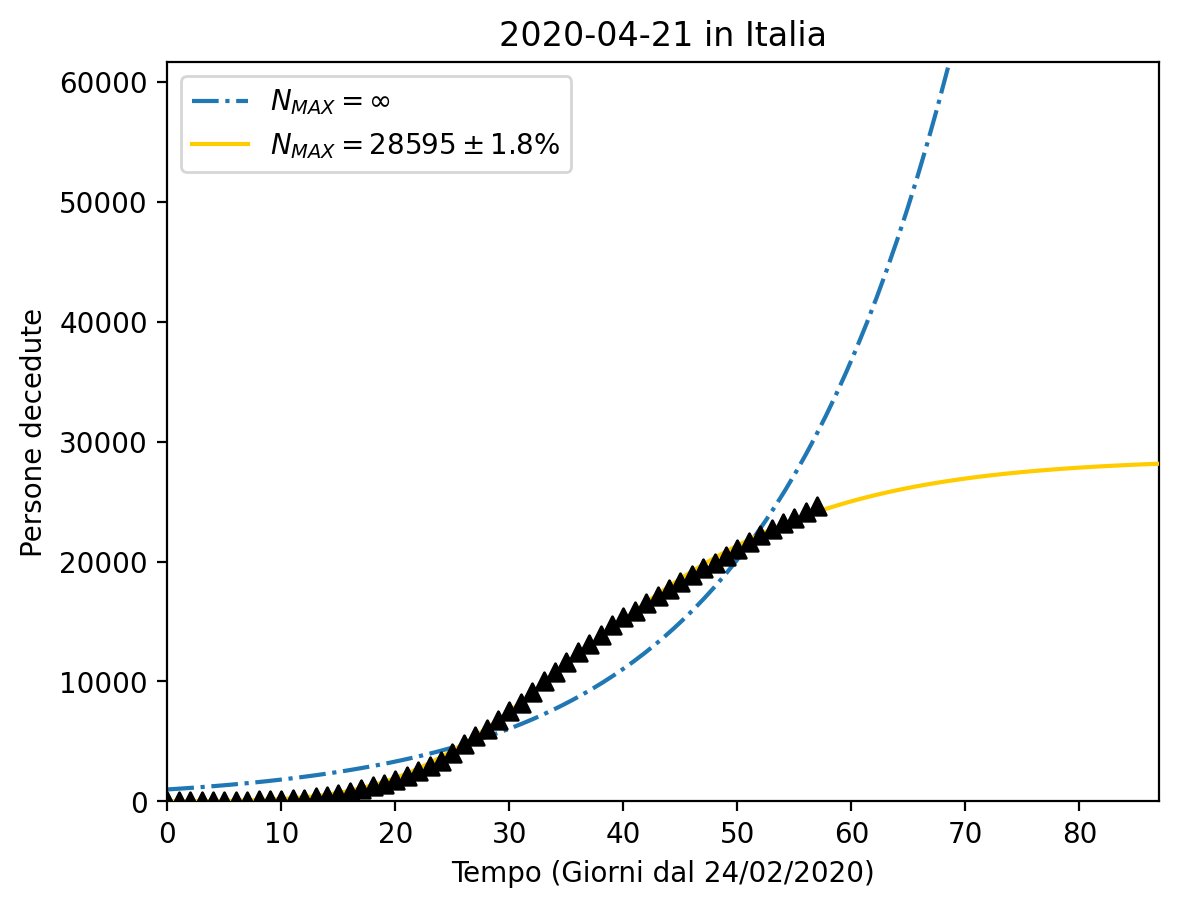 2020-04-21 in Italia
N_MAX = ∞
N_MAX = 28595 ± 1.8%
60000
50000
40000
30000
20000
10000
0
Persone decedute
0 10 20 30 40 50 60 70 80
Tempo (Giorni dal 24/02/2020)